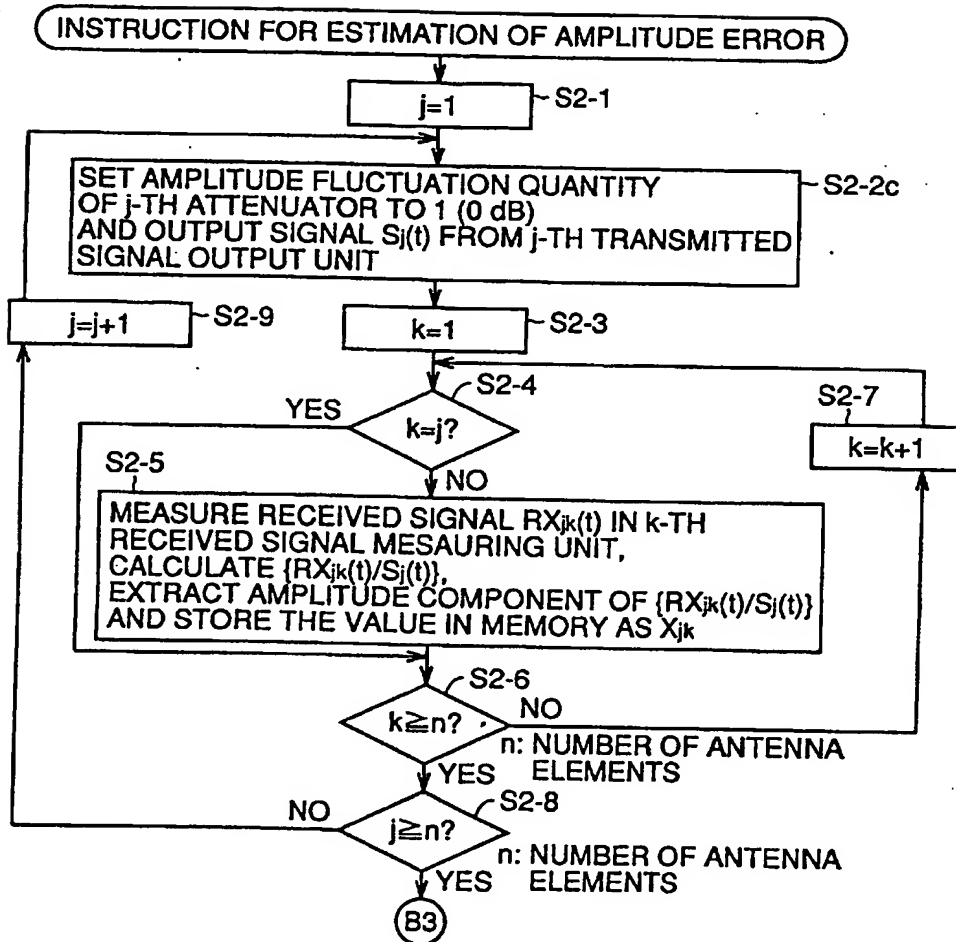 INSTRUCTION FOR ESTIMATION OF AMPLITUDE ERROR
j=1
S2-1
SET AMPLITUDE FLUCTUATION QUANTITY
OF j-TH ATTENUATOR TO 1 (0 dB)
AND OUTPUT SIGNAL Sj(t) FROM j-TH TRANSMITTED
SIGNAL OUTPUT UNIT
S2-2c
j=j+1
S2-9
k=1
S2-3
S2-4
YES
k=j?
NO
S2-7
k=k+1
S2-5
MEASURE RECEIVED SIGNAL RXjk(t) IN k-TH
RECEIVED SIGNAL MESAURING UNIT,
CALCULATE {RXjk(t)/Sj(t)},
EXTRACT AMPLITUDE COMPONENT OF {RXjk(t)/Sj(t)}
AND STORE THE VALUE IN MEMORY AS Xjk
S2-6
k≧n?
NO
n: NUMBER OF ANTENNA
ELEMENTS
YES
S2-8
NO
j≧n?
n: NUMBER OF ANTENNA
ELEMENTS
YES
B3